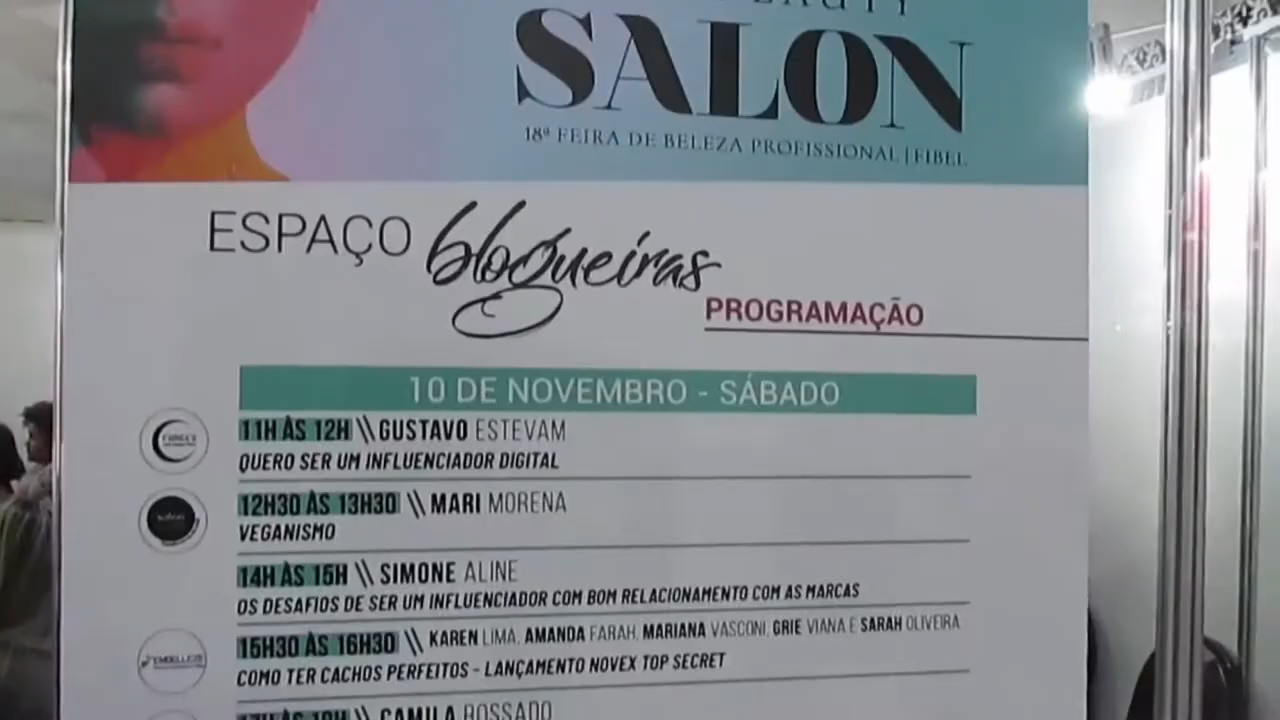 SALON
18ª FEIRA DE BELEZA PROFISSIONAL | FIBEL
ESPAÇO blogueiras
PROGRAMAÇÃO
10 DE NOVEMBRO - SÁBADO
11H ÀS 12H \\ GUSTAVO ESTEVAM
QUERO SER UM INFLUENCIADOR DIGITAL
12H30 ÀS 13H30 \\ MARI MORENA
VEGANISMO
14H ÀS 15H \\ SIMONE ALINE
OS DESAFIOS DE SER UM INFLUENCIADOR COM BOM RELACIONAMENTO COM AS MARCAS
15H30 ÀS 16H30 \\ KAREN LIMA, AMANDA FARAH, MARIANA VASCONI, GRIE VIANA E SARAH OLIVEIRA
COMO TER CACHOS PERFEITOS - LANÇAMENTO NOVEX TOP SECRET
CAMILA